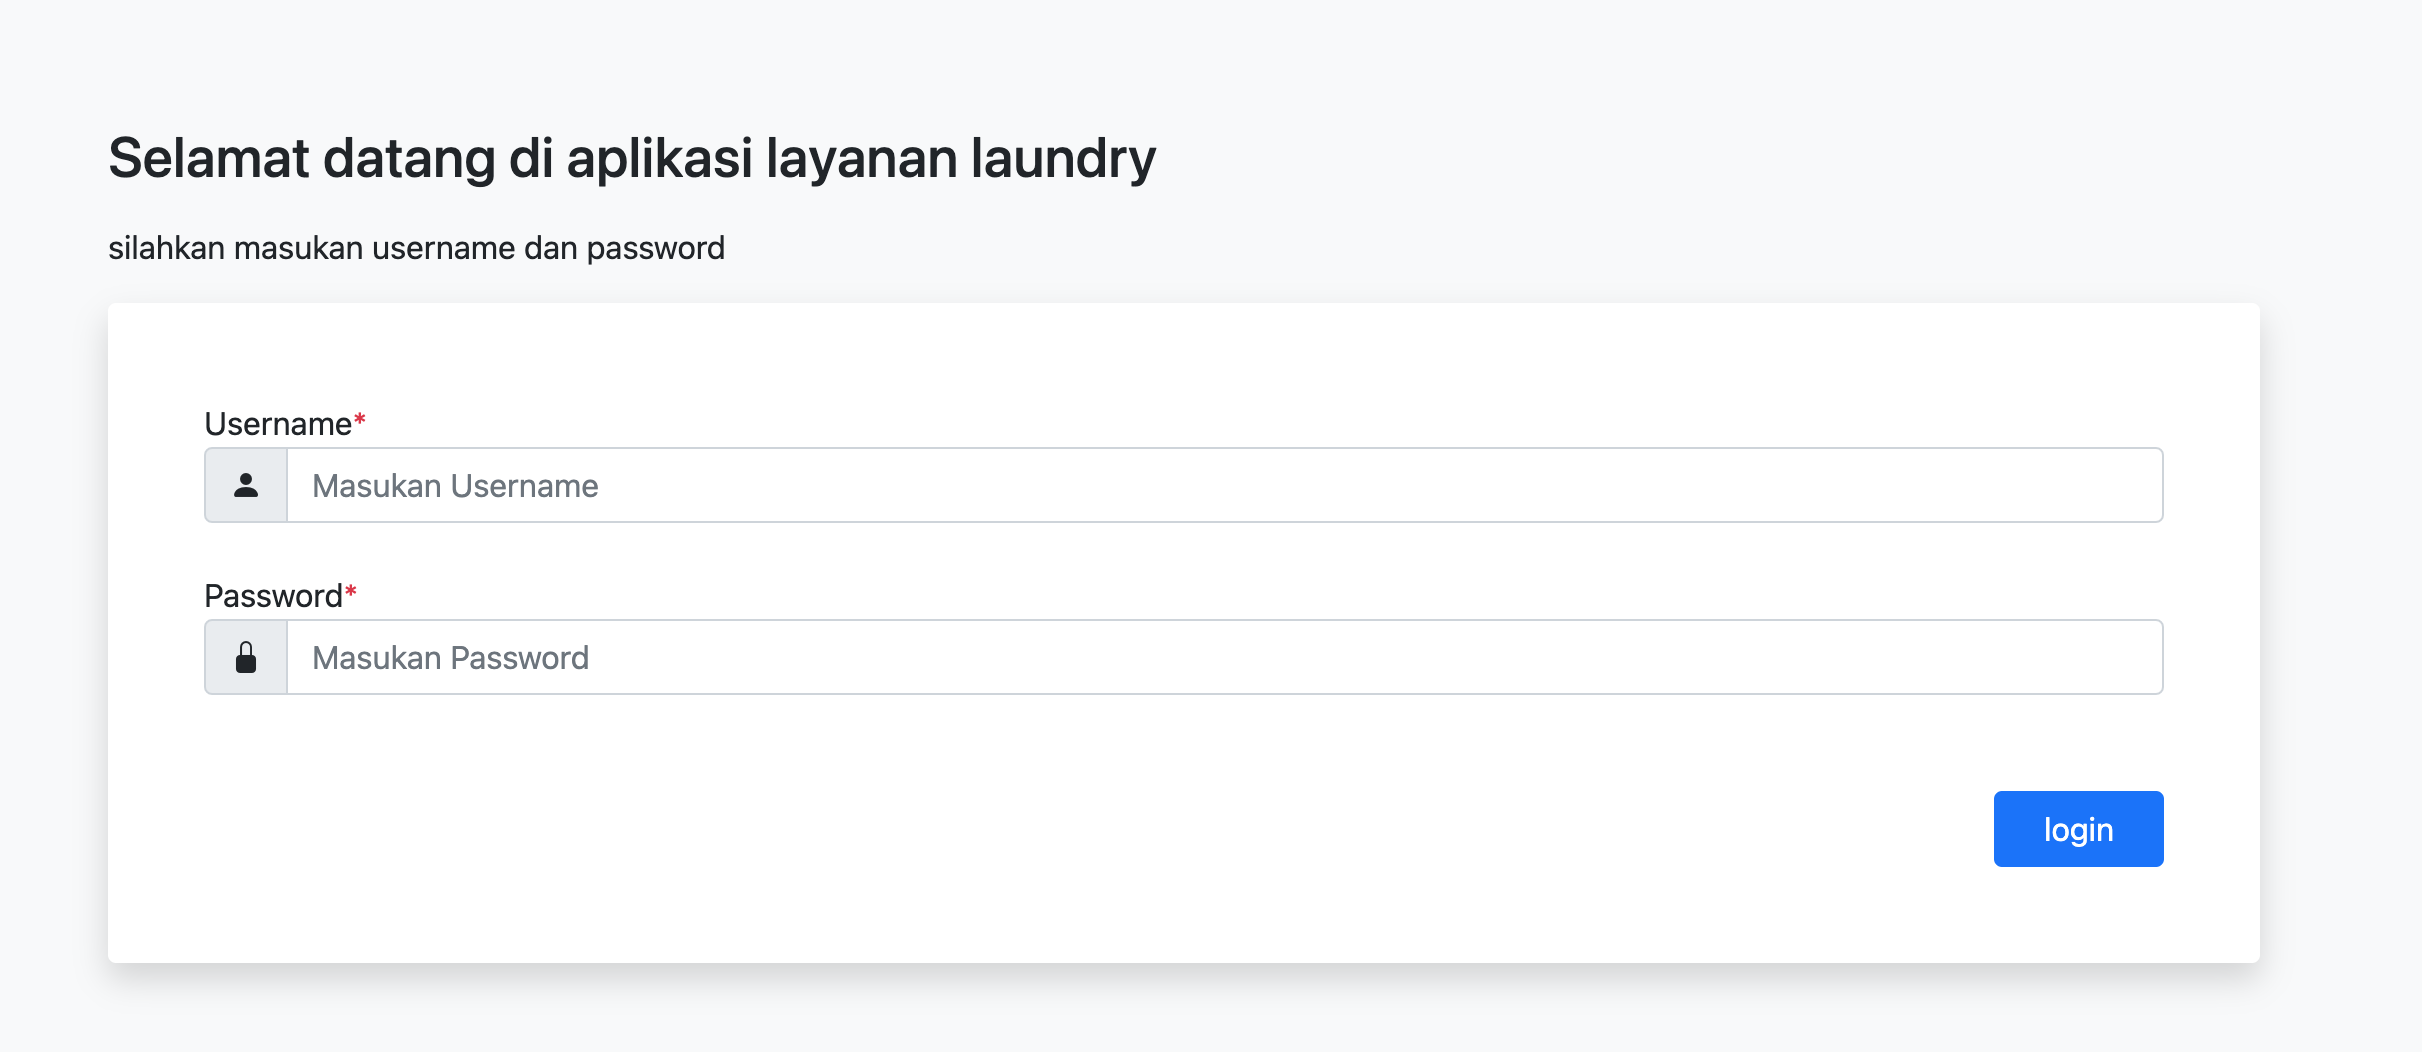 Selamat datang di aplikasi layanan laundry
silahkan masukan username dan password
Username*
Masukan Username
Password*
Masukan Password
login